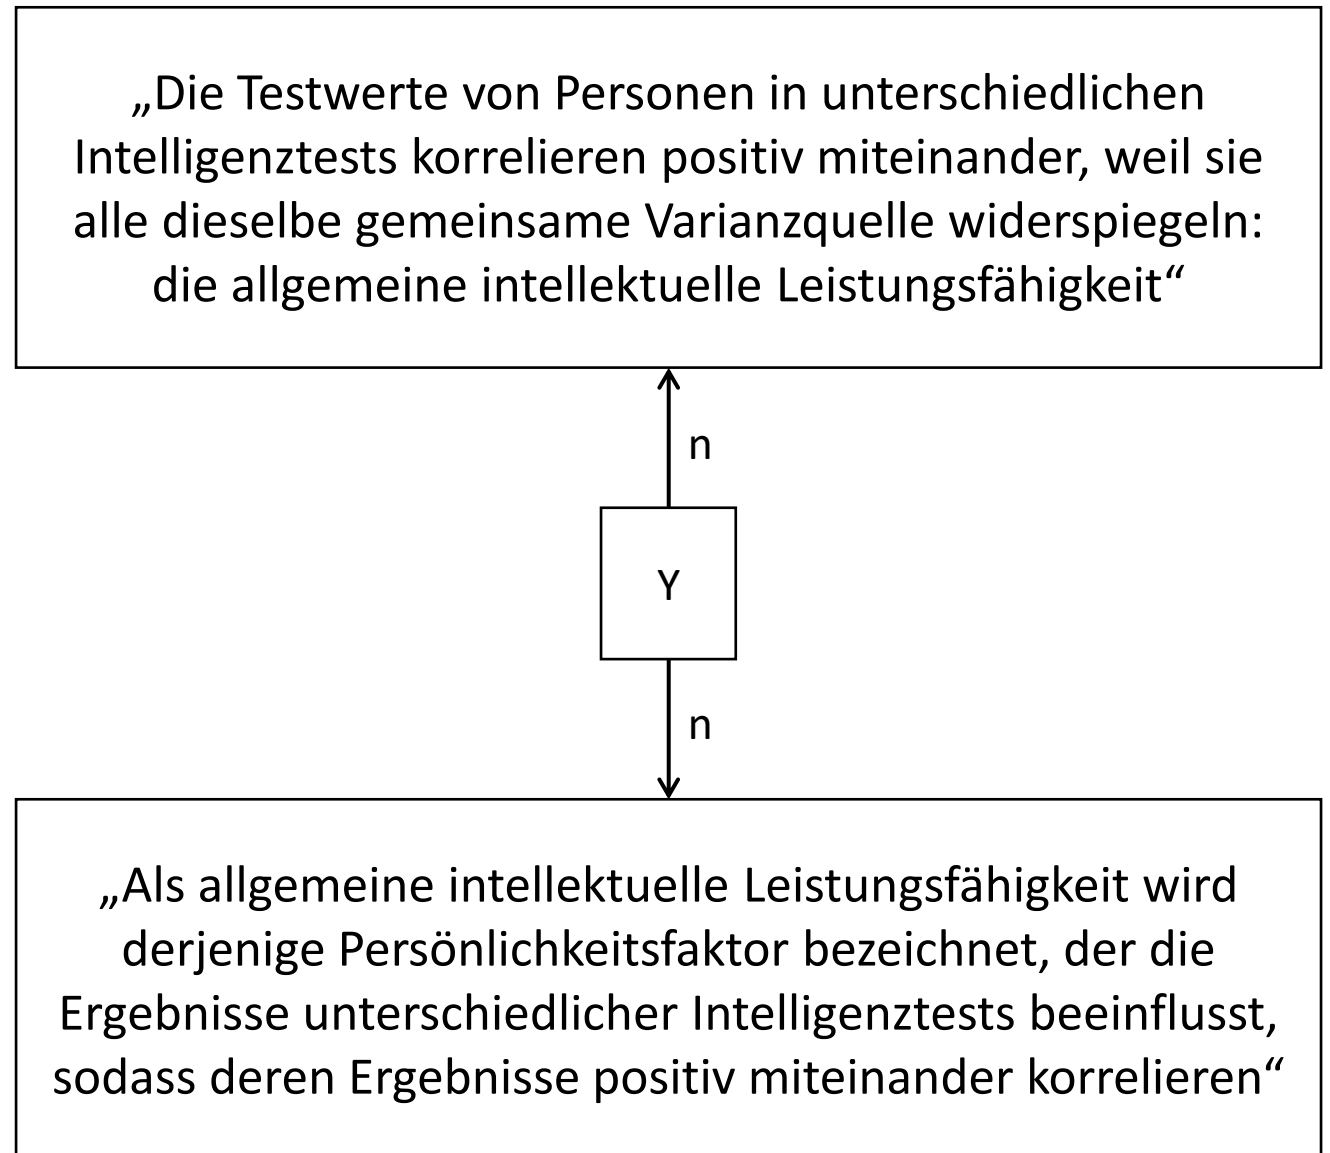 „Die Testwerte von Personen in unterschiedlichen
Intelligenztests korrelieren positiv miteinander, weil sie
alle dieselbe gemeinsame Varianzquelle widerspiegeln:
die allgemeine intellektuelle Leistungsfähigkeit“
n
Y
n
„Als allgemeine intellektuelle Leistungsfähigkeit wird
derjenige Persönlichkeitsfaktor bezeichnet, der die
Ergebnisse unterschiedlicher Intelligenztests beeinflusst,
sodass deren Ergebnisse positiv miteinander korrelieren“